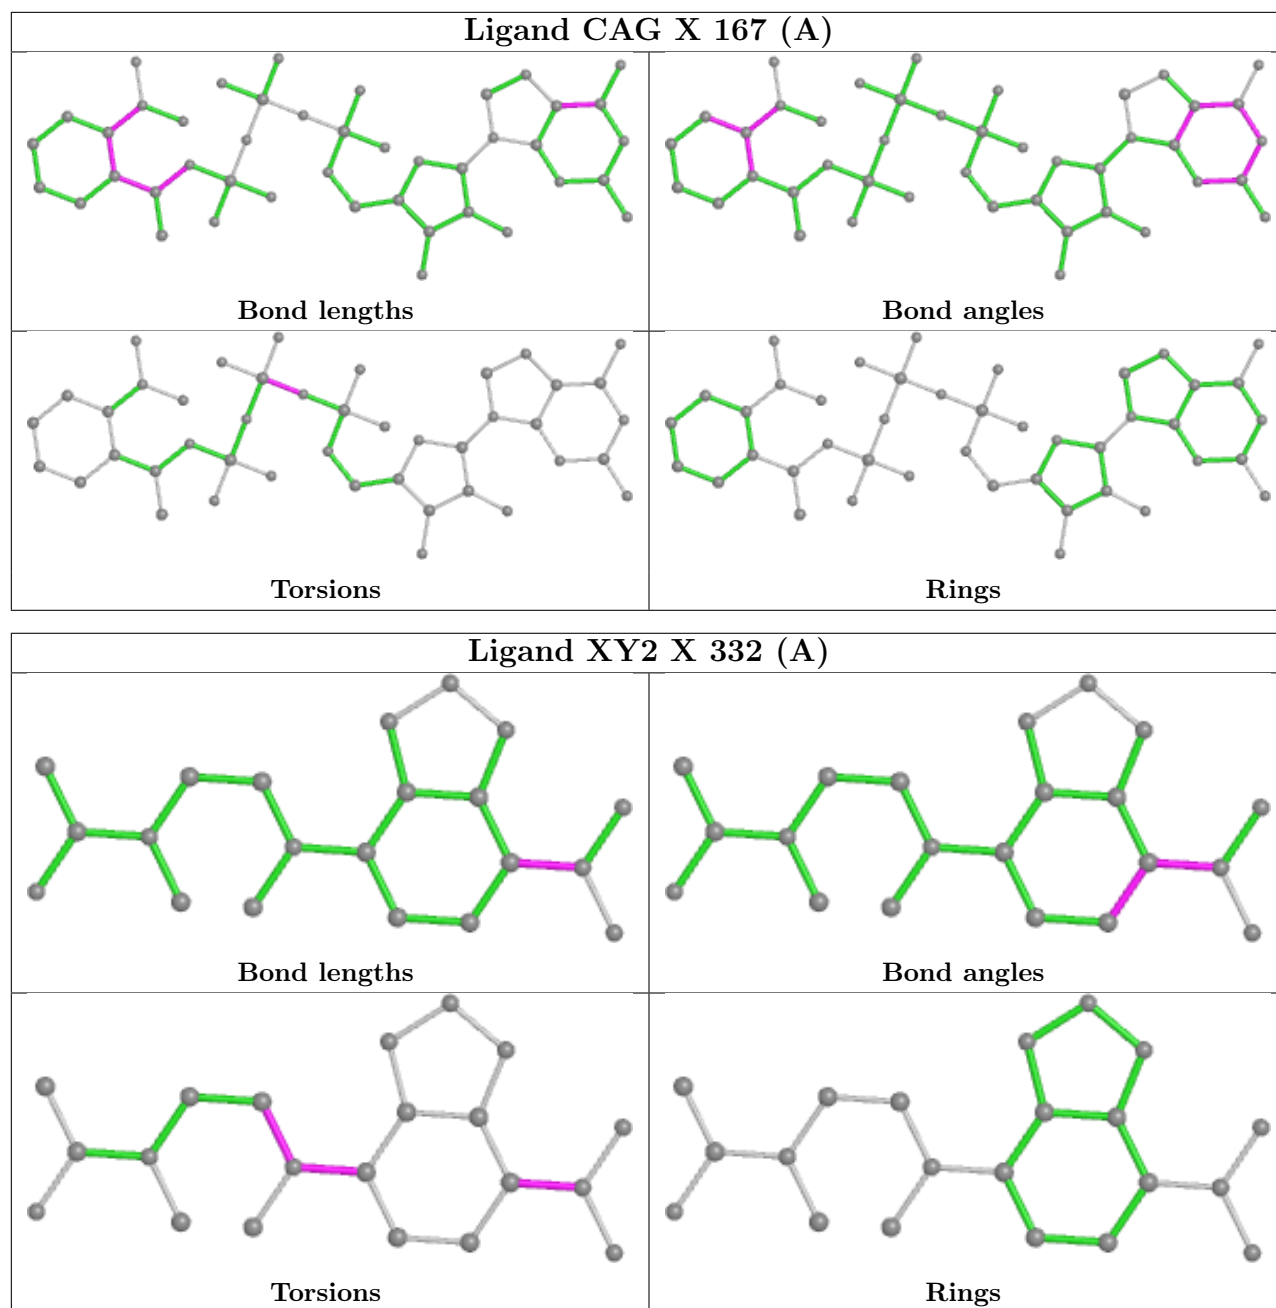 Ligand CAG X 167 (A)
Bond lengths
Bond angles
Torsions
Rings
Ligand XY2 X 332 (A)
Bond lengths
Bond angles
Torsions
Rings